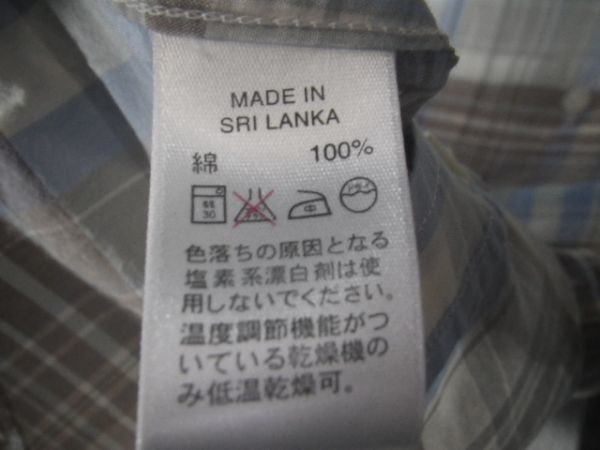 MADE IN
SRI LANKA
綿 100%
30
色落ちの原因となる
塩素系漂白剤は使
用しないでください。
温度調節機能がつ
いている乾燥機の
み低温乾燥可。